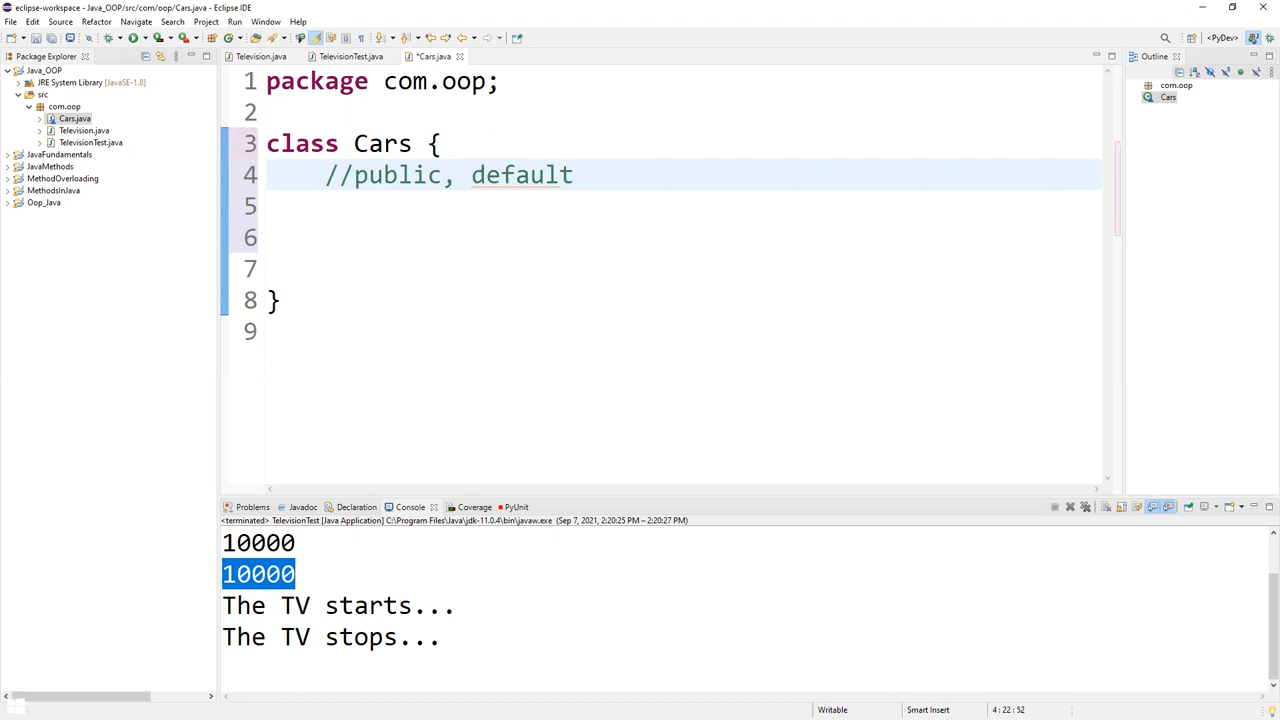 eclipse-workspace - Java_OOP/src/com/oop/Cars.java - Eclipse IDE
File Edit Source Refactor Navigate Search Project Run Window Help
<PyDev>
Package Explorer
Television.java TelevisionTest.java *Cars.java
Outline
Java_OOP
JRE System Library [JavaSE-1.8]
src
com.oop
Cars.java
Television.java
TelevisionTest.java
JavaFundamentals
JavaMethods
MethodOverloading
MethodsInJava
Oop_Java
1 package com.oop;
2
3 class Cars {
4 //public, default
5
6
7
8 }
9
com.oop
Cars
Problems Javadoc Declaration Console Coverage PyUnit
<terminated> TelevisionTest [Java Application] C:\Program Files\Java\jdk-11.0.4\bin\javaw.exe (Sep 7, 2021, 2:20:25 PM – 2:20:27 PM)
10000
10000
The TV starts...
The TV stops...
Writable Smart Insert 4 : 22 : 52